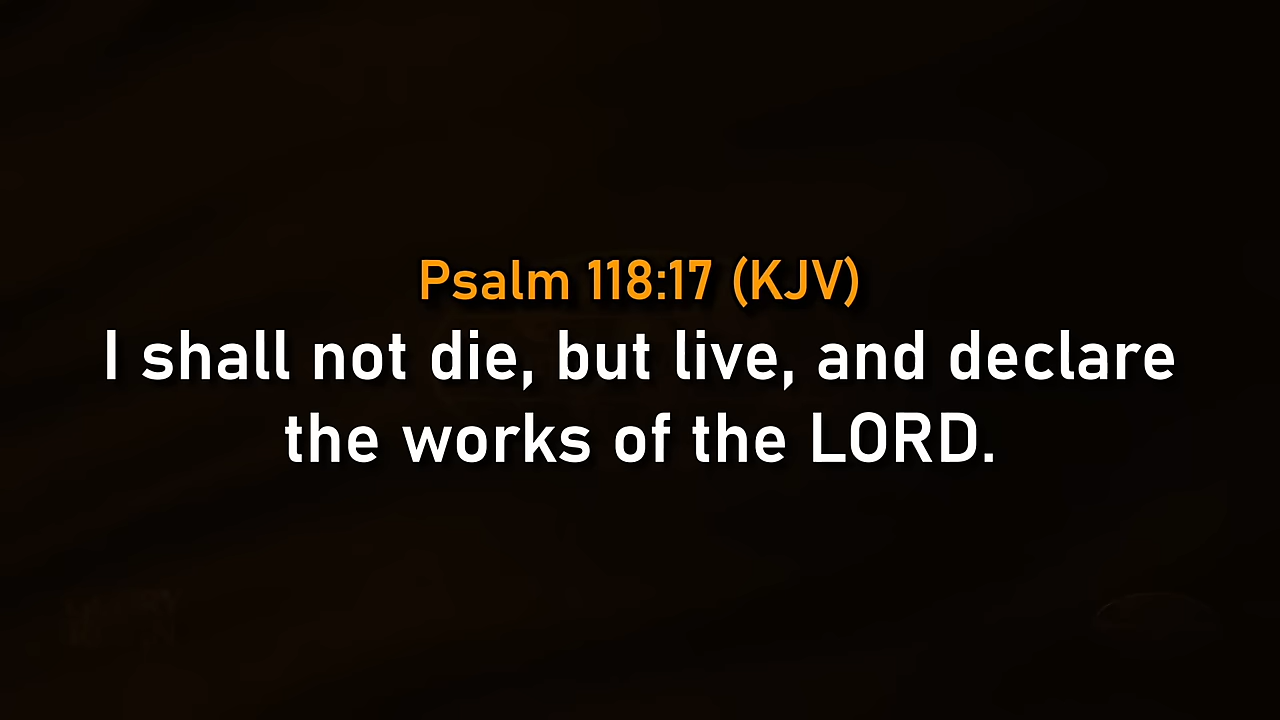 Psalm 118:17 (KJV)
I shall not die, but live, and declare
the works of the LORD.